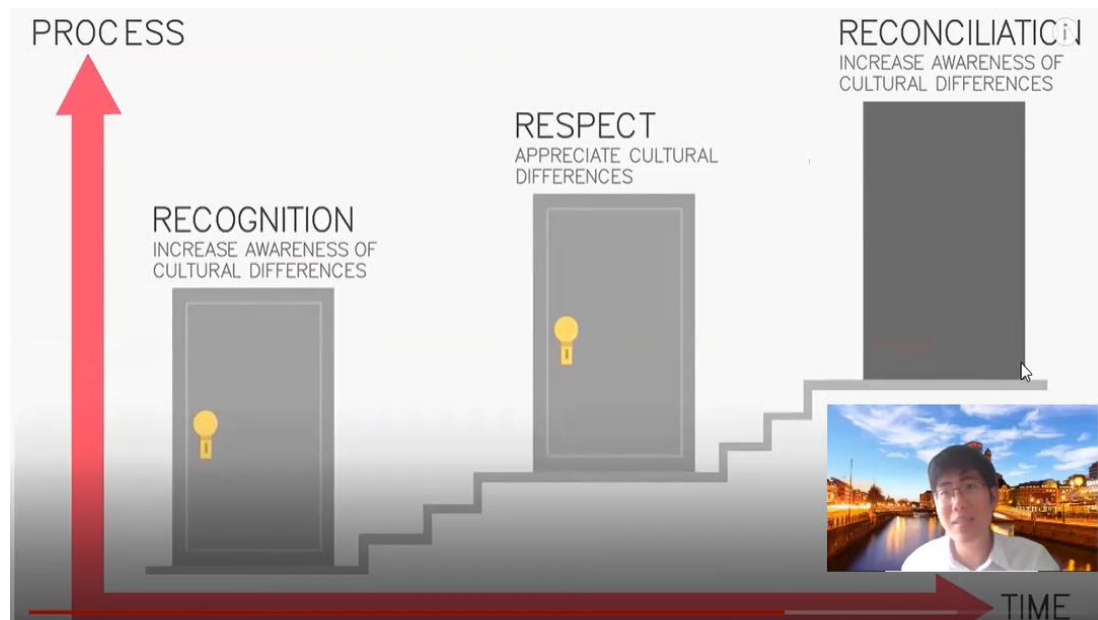 PROCESS
RECONCILIATION
INCREASE AWARENESS OF
CULTURAL DIFFERENCES
RESPECT
APPRECIATE CULTURAL
DIFFERENCES
RECOGNITION
INCREASE AWARENESS OF
CULTURAL DIFFERENCES
TIME